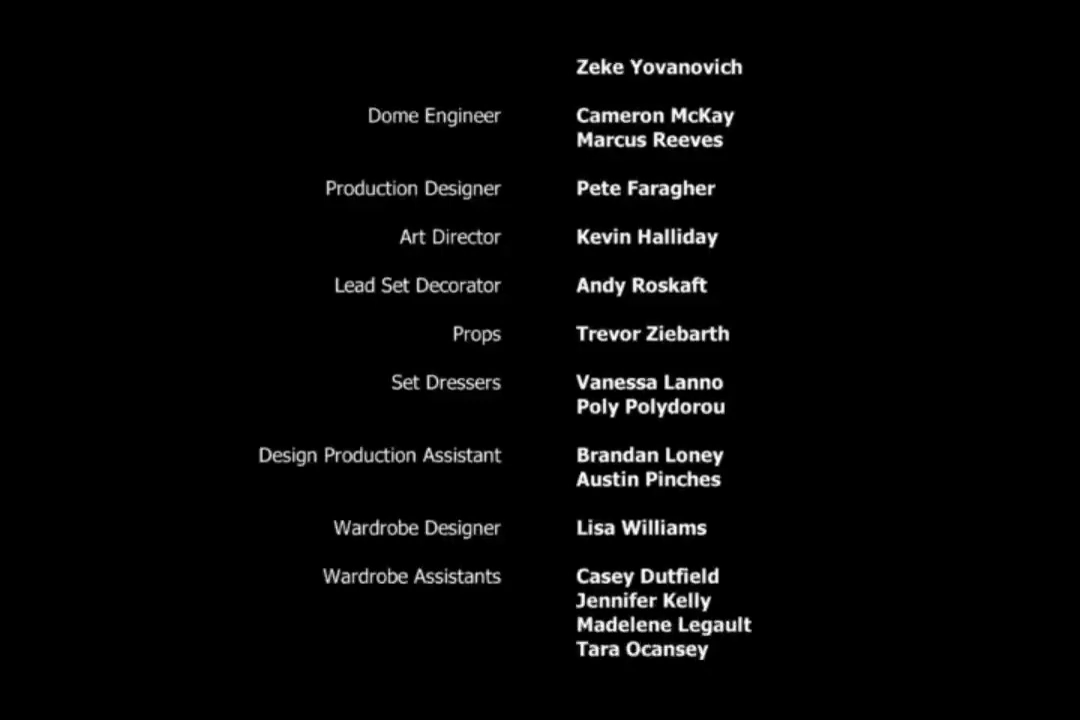 Zeke Yovanovich
Dome Engineer Cameron McKay
Marcus Reeves
Production Designer Pete Faragher
Art Director Kevin Halliday
Lead Set Decorator Andy Roskaft
Props Trevor Ziebarth
Set Dressers Vanessa Lanno
Poly Polydorou
Design Production Assistant Brandan Loney
Austin Pinches
Wardrobe Designer Lisa Williams
Wardrobe Assistants Casey Dutfield
Jennifer Kelly
Madelene Legault
Tara Ocansey